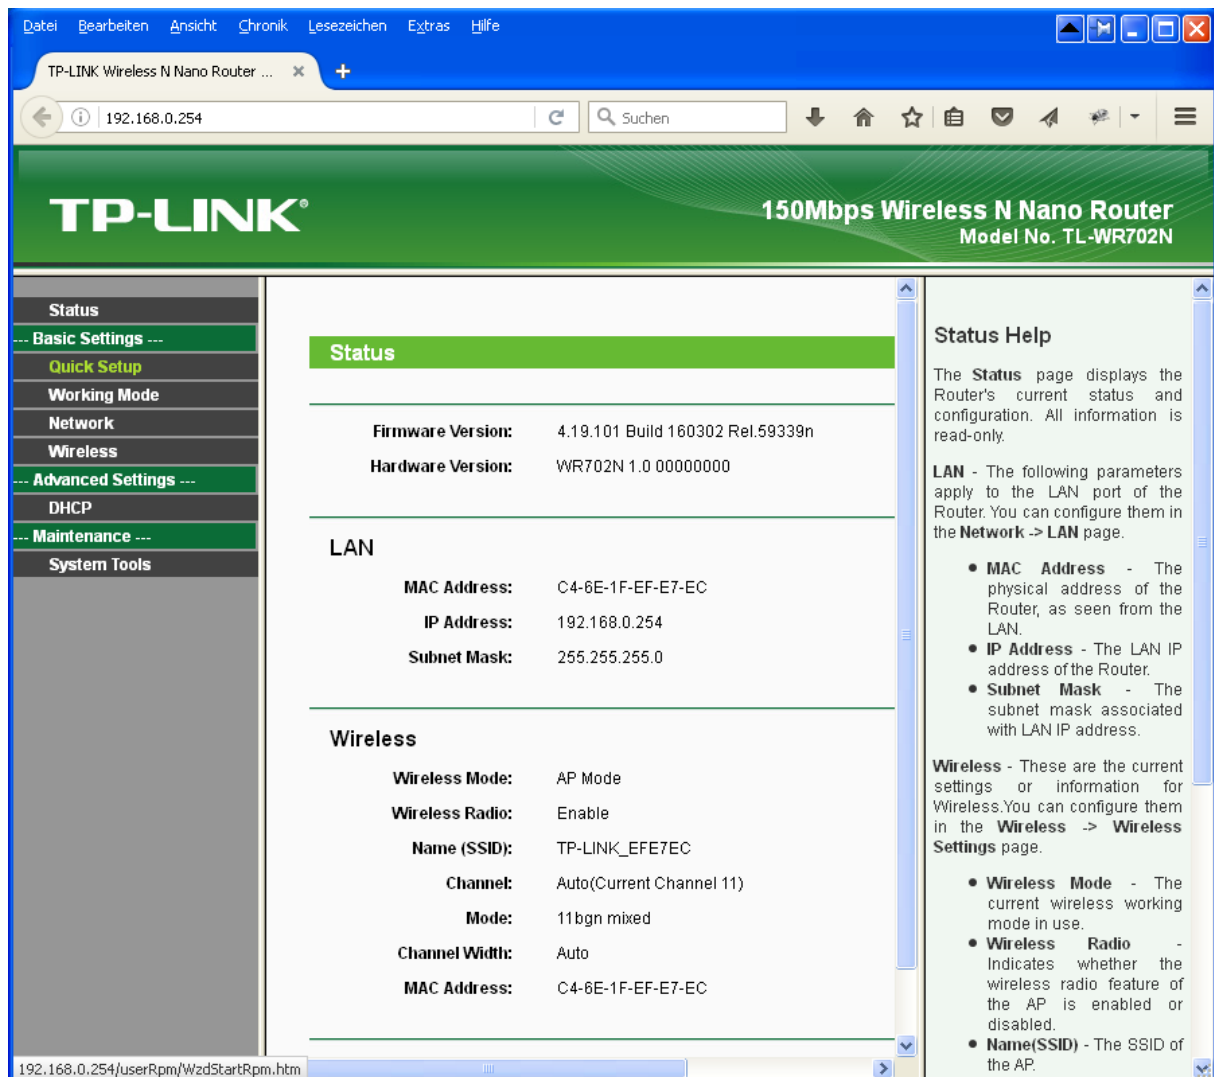 Datei Bearbeiten Ansicht Chronik Lesezeichen Extras Hilfe
TP-LINK Wireless N Nano Router ...
192.168.0.254
Suchen
TP-LINK®
150Mbps Wireless N Nano Router
Model No. TL-WR702N
Status
--- Basic Settings ---
Quick Setup
Working Mode
Network
Wireless
--- Advanced Settings ---
DHCP
--- Maintenance ---
System Tools
Status
Firmware Version: 4.19.101 Build 160302 Rel.59339n
Hardware Version: WR702N 1.0 00000000
LAN
MAC Address: C4-6E-1F-EF-E7-EC
IP Address: 192.168.0.254
Subnet Mask: 255.255.255.0
Wireless
Wireless Mode: AP Mode
Wireless Radio: Enable
Name (SSID): TP-LINK_EFE7EC
Channel: Auto(Current Channel 11)
Mode: 11bgn mixed
Channel Width: Auto
MAC Address: C4-6E-1F-EF-E7-EC
Status Help
The Status page displays the
Router's current status and
configuration. All information is
read-only.
LAN - The following parameters
apply to the LAN port of the
Router. You can configure them in
the Network -> LAN page.
MAC Address - The
physical address of the
Router, as seen from the
LAN.
IP Address - The LAN IP
address of the Router.
Subnet Mask - The
subnet mask associated
with LAN IP address.
Wireless - These are the current
settings or information for
Wireless.You can configure them
in the Wireless -> Wireless
Settings page.
Wireless Mode - The
current wireless working
mode in use.
Wireless Radio -
Indicates whether the
wireless radio feature of
the AP is enabled or
disabled.
Name(SSID) - The SSID of
the AP.
192.168.0.254/userRpm/WzdStartRpm.htm